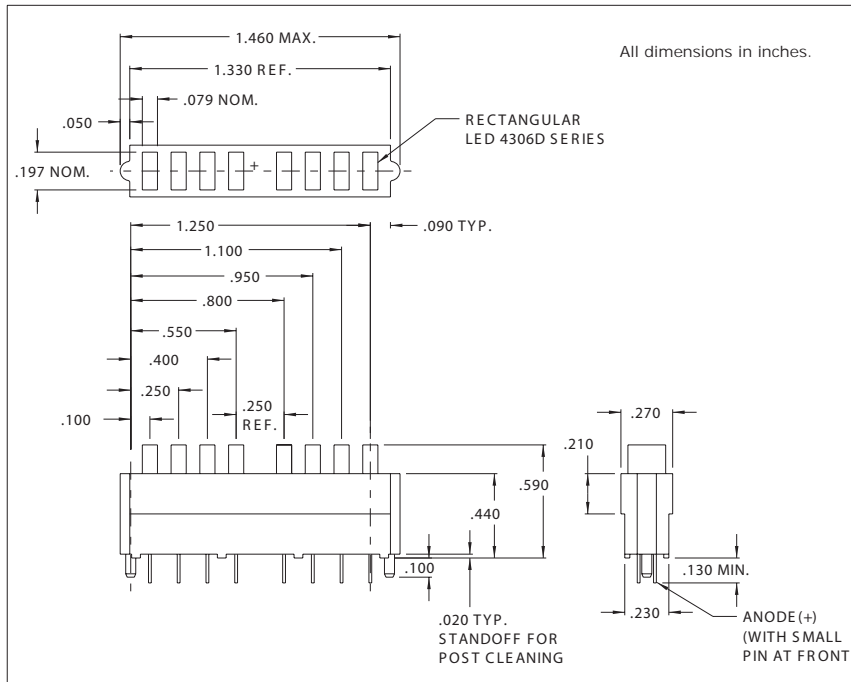 1.460 MAX.
All dimensions in inches.
1.330 REF.
.079 NOM.
.050
RECTANGULAR
LED 4306D SERIES
.197 NOM.
+
1.250
.090 TYP.
1.100
.950
.800
.550
.400
.250
.250
REF.
.100
.270
.210
.590
.440
.100
.130 MIN.
.020 TYP.
STANDOFF FOR
POST CLEANING
.230
ANODE(+)
(WITH SMALL
PIN AT FRONT